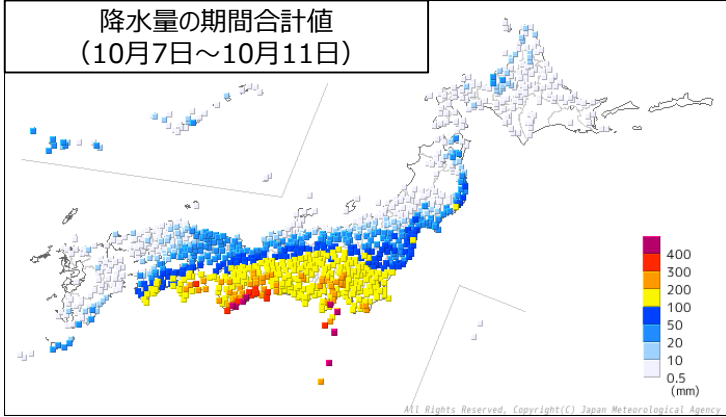 降水量の期間合計値
（10月7日～10月11日）
400
300
200
100
50
20
10
0.5
(mm)
All Rights Reserved, Copyright(C) Japan Meteorological Agency